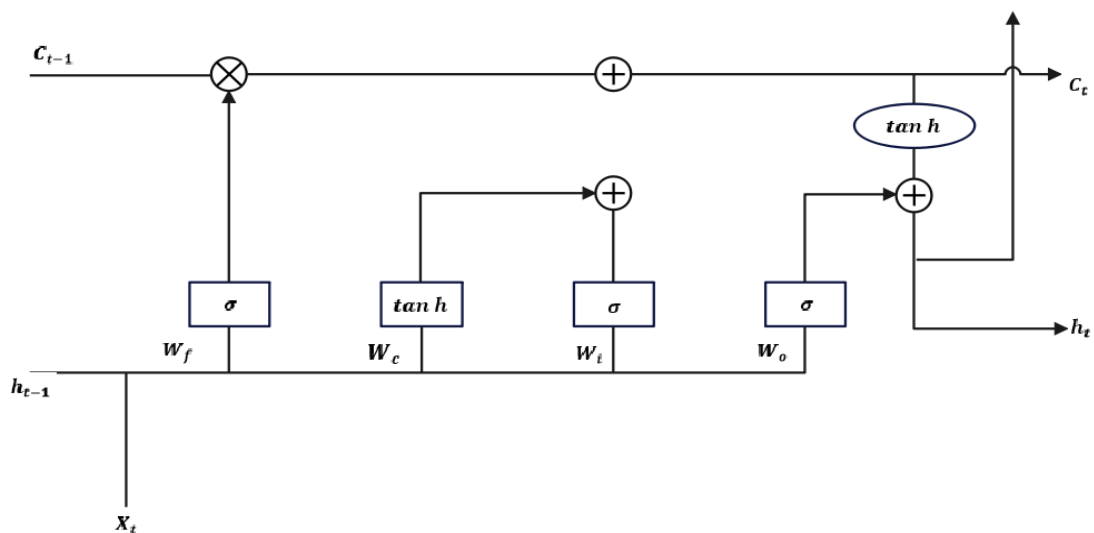 C_{t-1}
C_t
tan h
σ
tan h
σ
σ
W_f
W_c
W_i
W_o
h_{t-1}
h_t
X_t